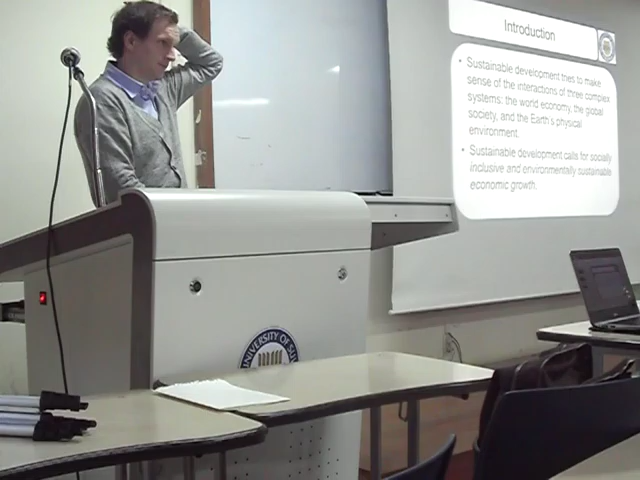 Introduction
• Sustainable development tries to make
sense of the interactions of three complex
systems: the world economy, the global
society, and the Earth's physical
environment.
• Sustainable development calls for socially
inclusive and environmentally sustainable
economic growth.
UNIVERSITY OF